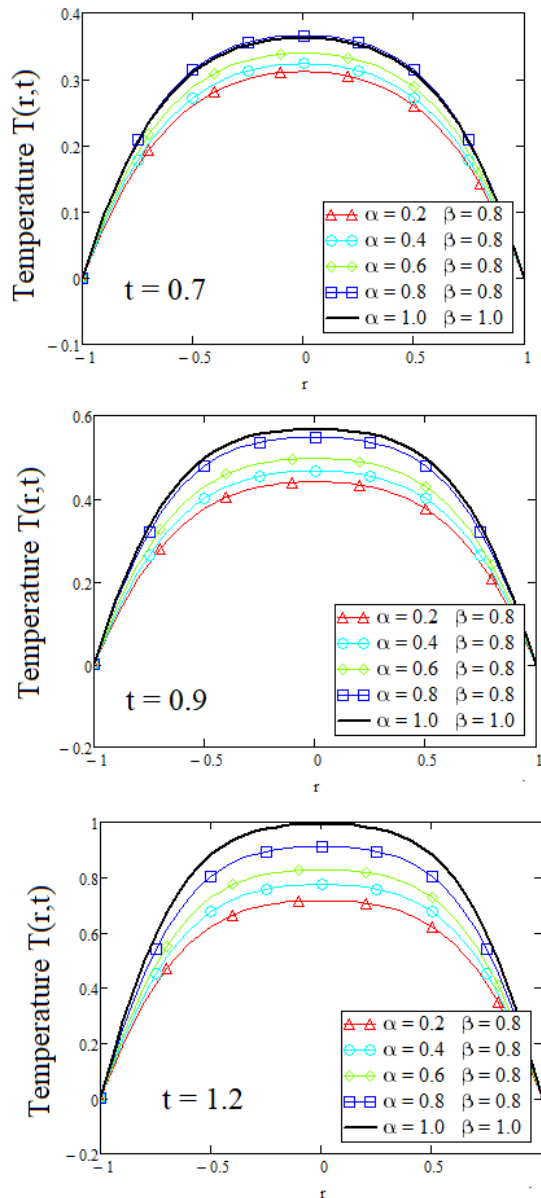 0.4
0.3
0.2
0.1
0
− 0.1
Temperature T(r,t)
α = 0.2 β = 0.8
α = 0.4 β = 0.8
α = 0.6 β = 0.8
α = 0.8 β = 0.8
α = 1.0 β = 1.0
t = 0.7
− 1 − 0.5 0 0.5 1
r
0.6
0.4
0.2
0
− 0.2
Temperature T(r,t)
α = 0.2 β = 0.8
α = 0.4 β = 0.8
α = 0.6 β = 0.8
α = 0.8 β = 0.8
α = 1.0 β = 1.0
t = 0.9
− 1 − 0.5 0 0.5 1
r
1
0.8
0.6
0.4
0.2
0
− 0.2
Temperature T(r,t)
α = 0.2 β = 0.8
α = 0.4 β = 0.8
α = 0.6 β = 0.8
α = 0.8 β = 0.8
α = 1.0 β = 1.0
t = 1.2
− 1 − 0.5 0 0.5
r